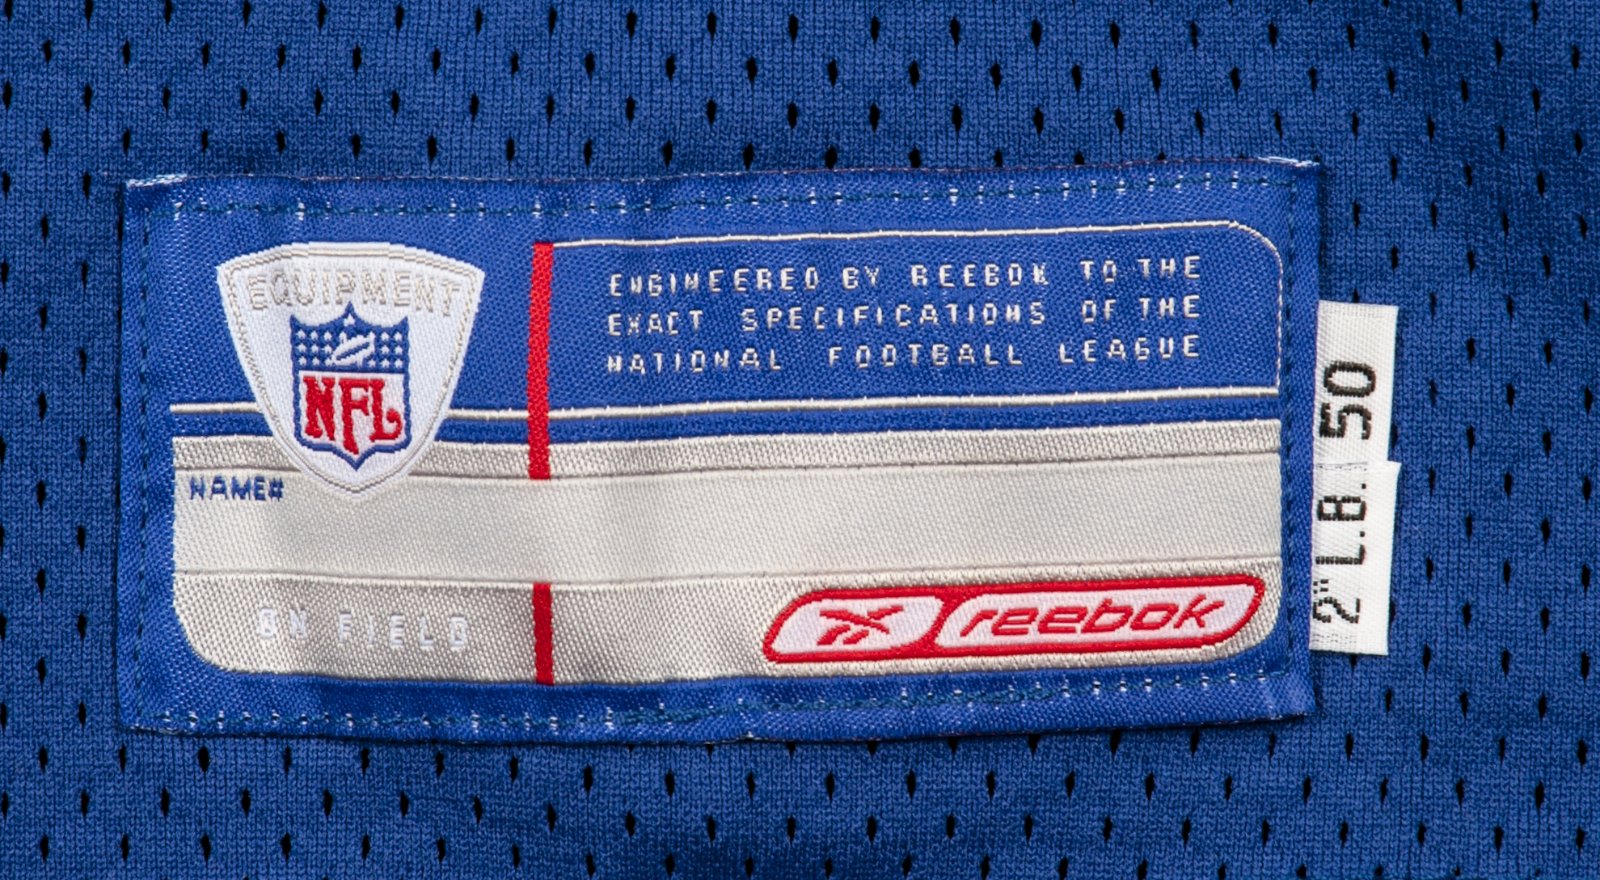 EQUIPMENT
NFL
ENGINEERED BY REEBOK TO THE
EXACT SPECIFICATIONS OF THE
NATIONAL FOOTBALL LEAGUE
NAME#
ON FIELD
reebok
50
2" L.B.